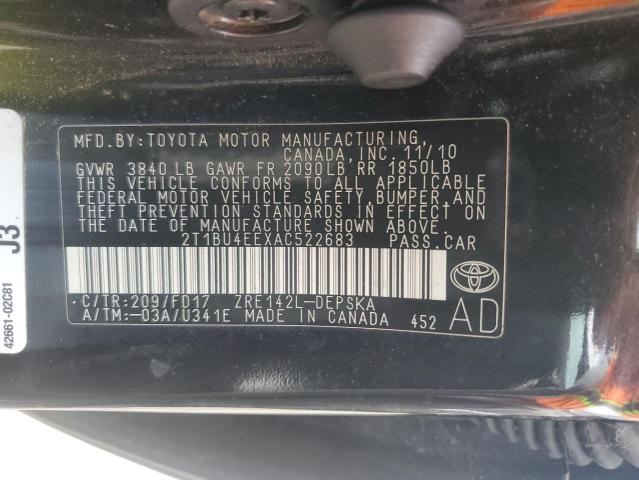 MFD.BY:TOYOTA MOTOR MANUFACTURING,
CANADA, INC. 11/10
GVWR 3840 LB GAWR FR 2090LB RR 1850LB
THIS VEHICLE CONFORMS TO ALL APPLICABLE
FEDERAL MOTOR VEHICLE SAFETY,BUMPER,AND
THEFT PREVENTION STANDARDS IN EFFECT ON
THE DATE OF MANUFACTURE SHOWN ABOVE.
2T1BU4EEXAC522683 PASS.CAR
C/TR:209/FD17 ZRE142L-DEPSKA
A/TM:-03A/U341E MADE IN CANADA 452
AD
J3
42661-02C81